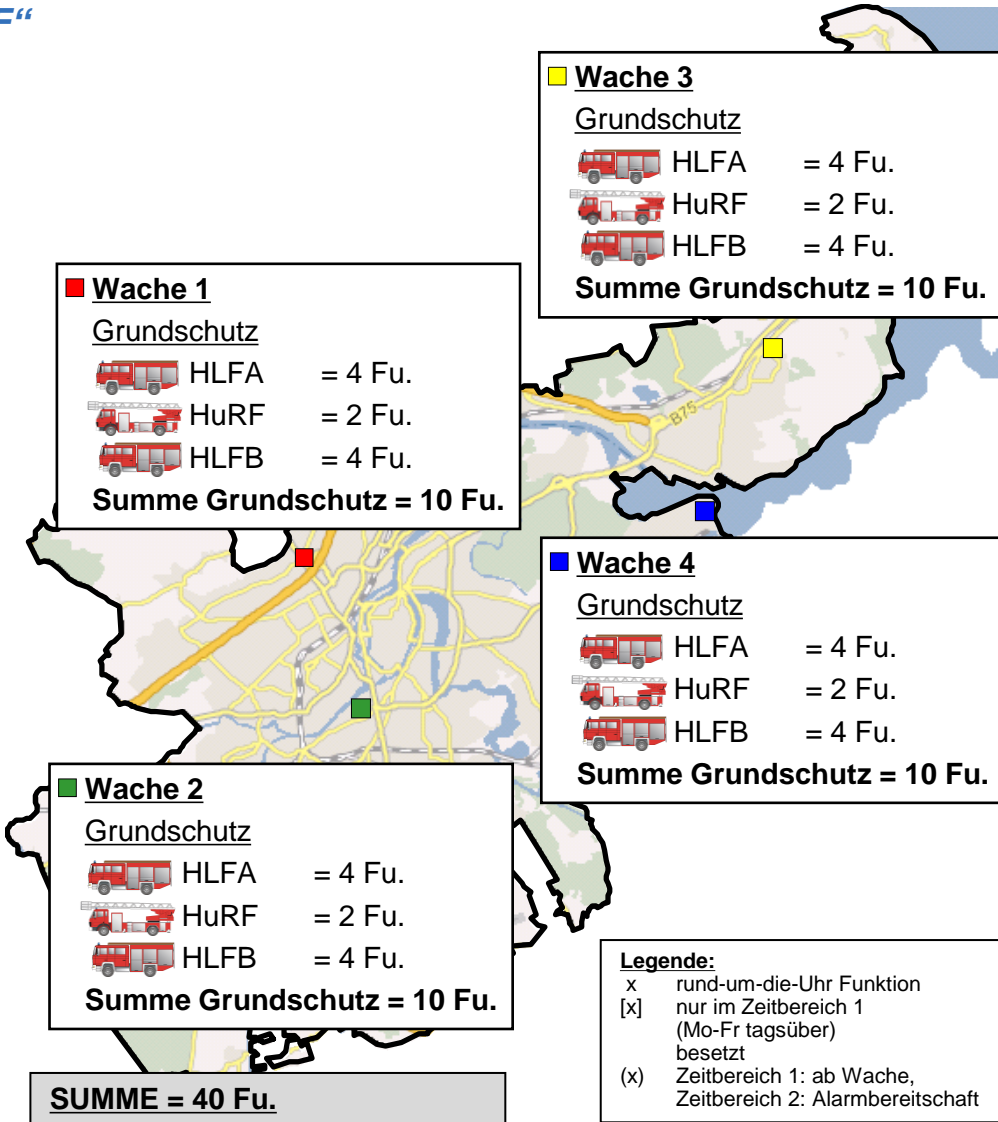 F“
Wache 3
Grundschutz
HLFA = 4 Fu.
HuRF = 2 Fu.
HLFB = 4 Fu.
Summe Grundschutz = 10 Fu.
Wache 1
Grundschutz
HLFA = 4 Fu.
HuRF = 2 Fu.
HLFB = 4 Fu.
Summe Grundschutz = 10 Fu.
B75
Wache 4
Grundschutz
HLFA = 4 Fu.
HuRF = 2 Fu.
HLFB = 4 Fu.
Summe Grundschutz = 10 Fu.
Wache 2
Grundschutz
HLFA = 4 Fu.
HuRF = 2 Fu.
HLFB = 4 Fu.
Summe Grundschutz = 10 Fu.
Legende:
x rund-um-die-Uhr Funktion
[x] nur im Zeitbereich 1
(Mo-Fr tagsüber)
besetzt
(x) Zeitbereich 1: ab Wache,
Zeitbereich 2: Alarmbereitschaft
SUMME = 40 Fu.